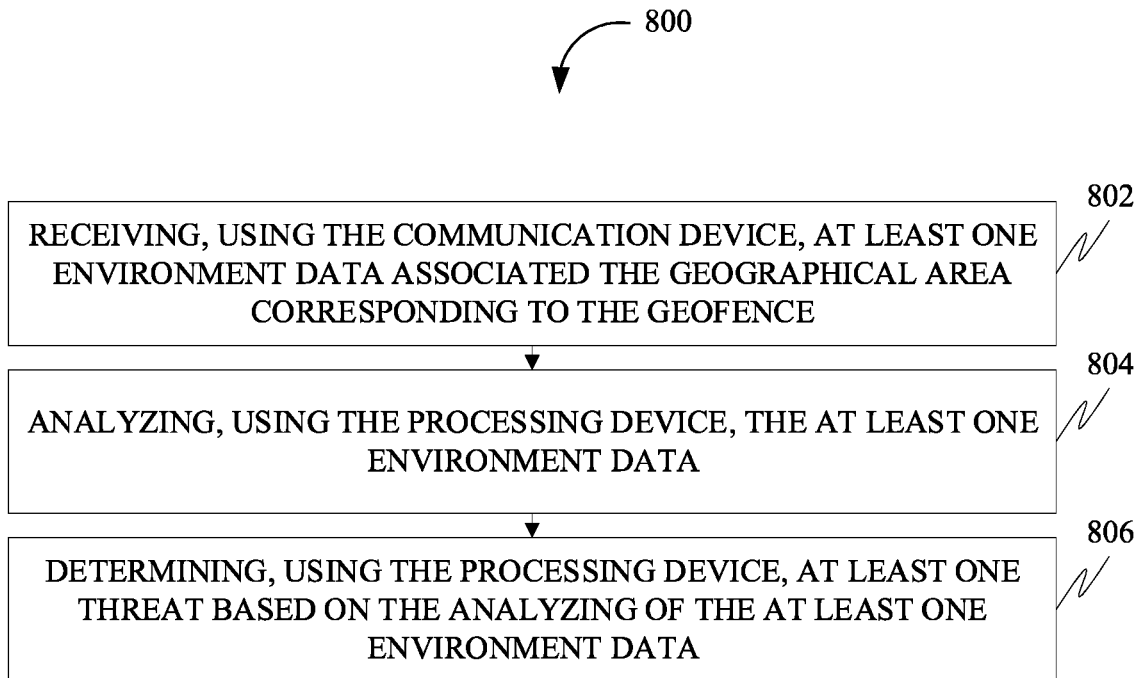 800
802
RECEIVING, USING THE COMMUNICATION DEVICE, AT LEAST ONE
ENVIRONMENT DATA ASSOCIATED THE GEOGRAPHICAL AREA
CORRESPONDING TO THE GEOFENCE
804
ANALYZING, USING THE PROCESSING DEVICE, THE AT LEAST ONE
ENVIRONMENT DATA
806
DETERMINING, USING THE PROCESSING DEVICE, AT LEAST ONE
THREAT BASED ON THE ANALYZING OF THE AT LEAST ONE
ENVIRONMENT DATA